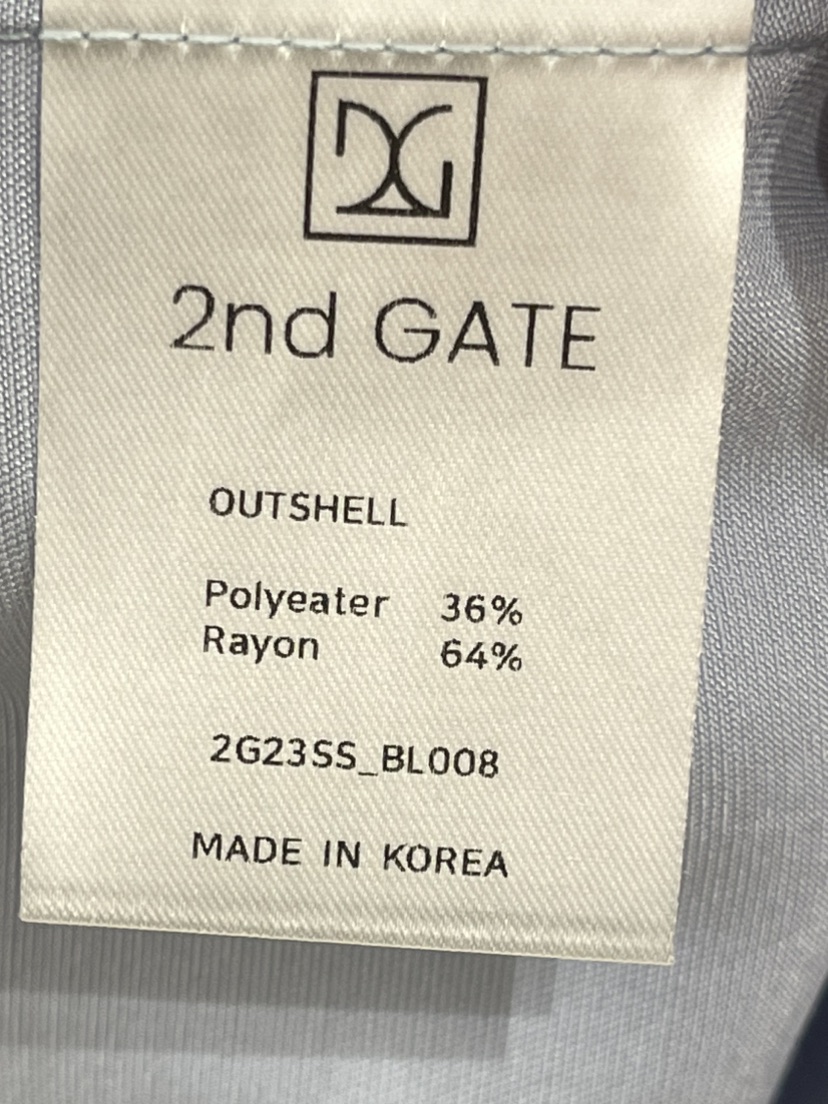 2nd GATE
OUTSHELL
Polyeater 36%
Rayon 64%
2G23SS_BL008
MADE IN KOREA